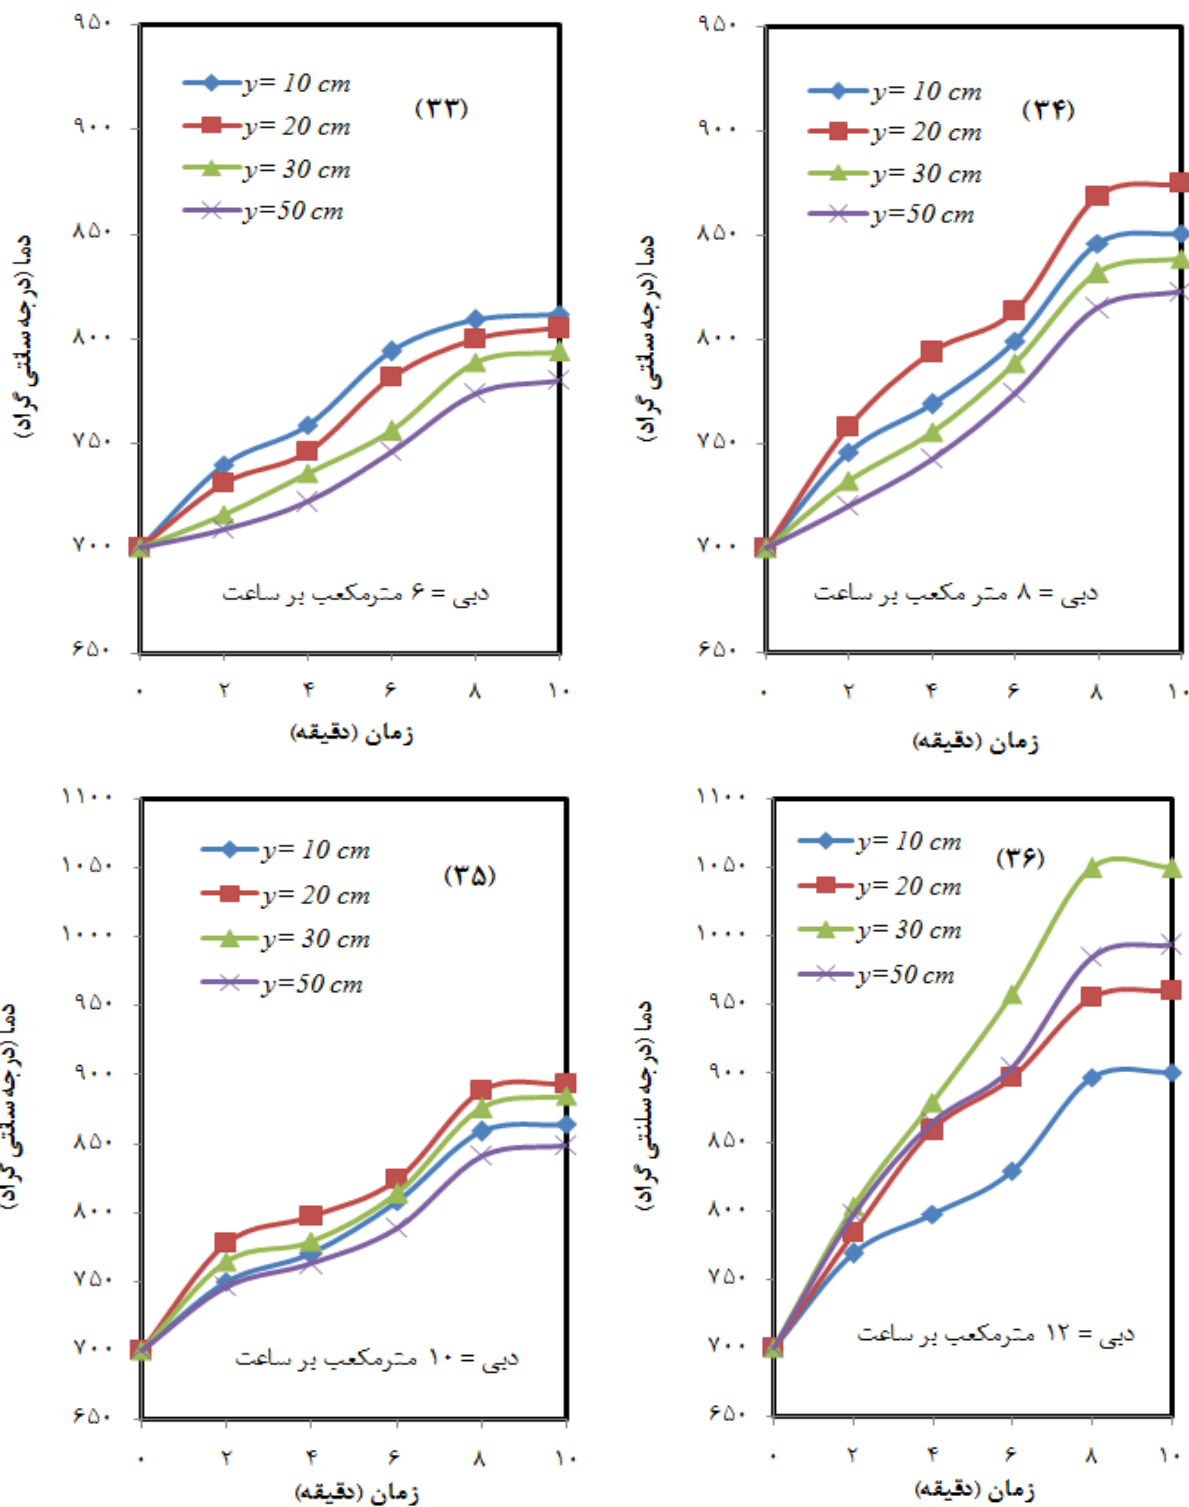 ۹۵۰
۹۰۰
۸۵۰
۸۰۰
۷۵۰
۷۰۰
۶۵۰
دما (درجه سلنتی گراد)
y= 10 cm
y= 20 cm
y= 30 cm
y=50 cm
(۳۳)
دبی = ۶ مترمکعب بر ساعت
۰ ۲ ۴ ۶ ۸ ۱۰
زمان (دقیقه)
۹۵۰
۹۰۰
۸۵۰
۸۰۰
۷۵۰
۷۰۰
۶۵۰
دما (درجه سلنتی گراد)
y= 10 cm
y= 20 cm
y= 30 cm
y=50 cm
(۳۴)
دبی = ۸ متر مکعب بر ساعت
۰ ۲ ۴ ۶ ۸ ۱۰
زمان (دقیقه)
۱۱۰۰
۱۰۵۰
۱۰۰۰
۹۵۰
۹۰۰
۸۵۰
۸۰۰
۷۵۰
۷۰۰
۶۵۰
دما (درجه سلنتی گراد)
y= 10 cm
y= 20 cm
y= 30 cm
y=50 cm
(۳۵)
دبی = ۱۰ مترمکعب بر ساعت
۰ ۲ ۴ ۶ ۸ ۱۰
زمان (دقیقه)
۱۱۰۰
۱۰۵۰
۱۰۰۰
۹۵۰
۹۰۰
۸۵۰
۸۰۰
۷۵۰
۷۰۰
۶۵۰
دما (درجه سلنتی گراد)
y= 10 cm
y= 20 cm
y= 30 cm
y=50 cm
(۳۶)
دبی = ۱۲ مترمکعب بر ساعت
۰ ۲ ۴ ۶ ۸ ۱۰
زمان (دقیقه)